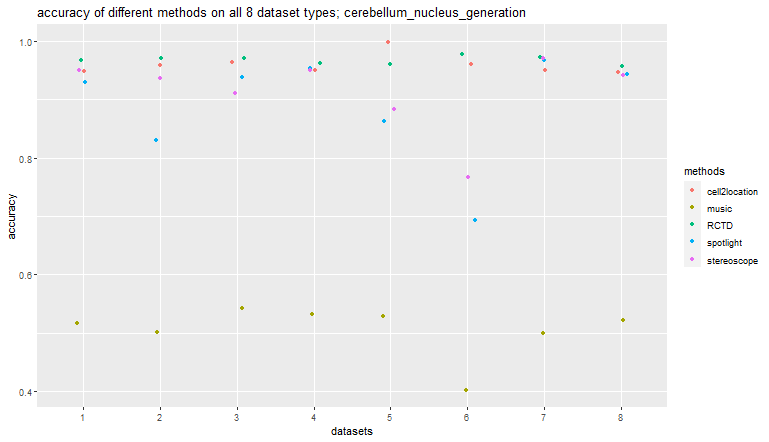 accuracy of different methods on all 8 dataset types; cerebellum_nucleus_generation
1.0
0.8
0.6
0.4
accuracy
1 2 3 4 5 6 7 8
datasets
methods
cell2location
music
RCTD
spotlight
stereoscope